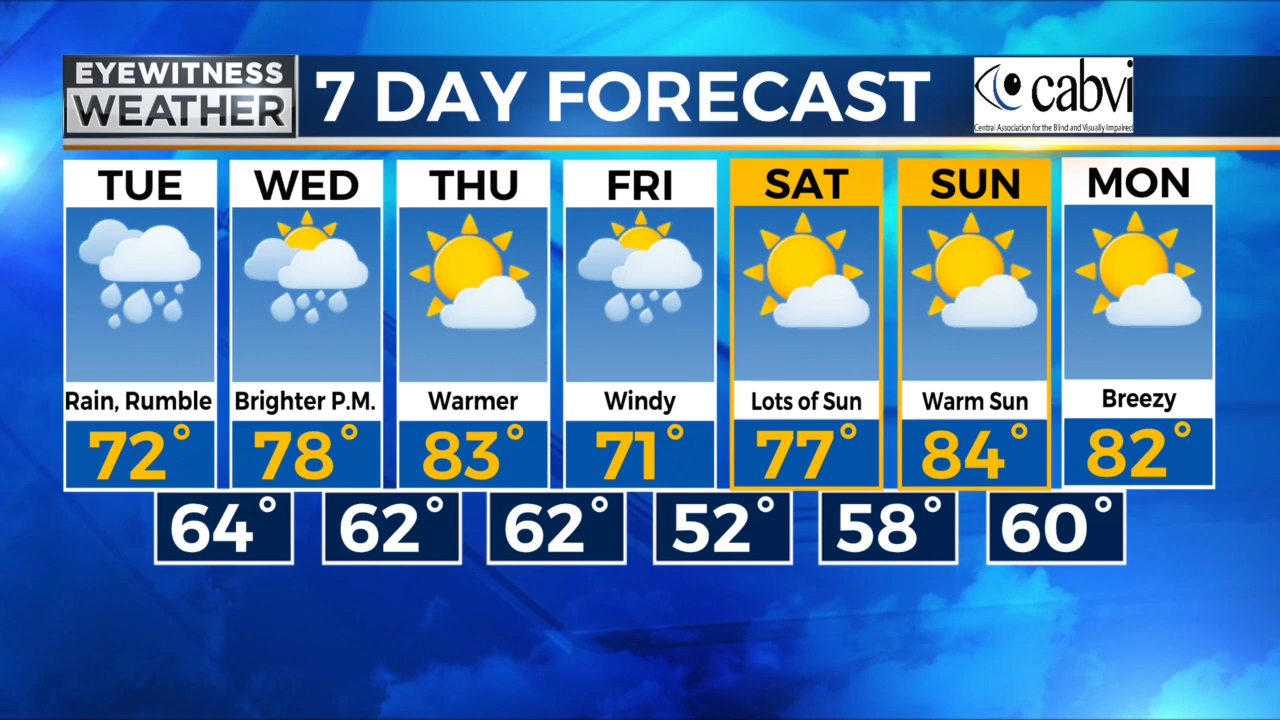 EYEWITNESS
WEATHER
7 DAY FORECAST
cabvi
Central Association for the Blind and Visually Impaired
TUE WED THU FRI SAT SUN MON
Rain, Rumble Brighter P.M. Warmer Windy Lots of Sun Warm Sun Breezy
72° 78° 83° 71° 77° 84° 82°
64° 62° 62° 52° 58° 60°